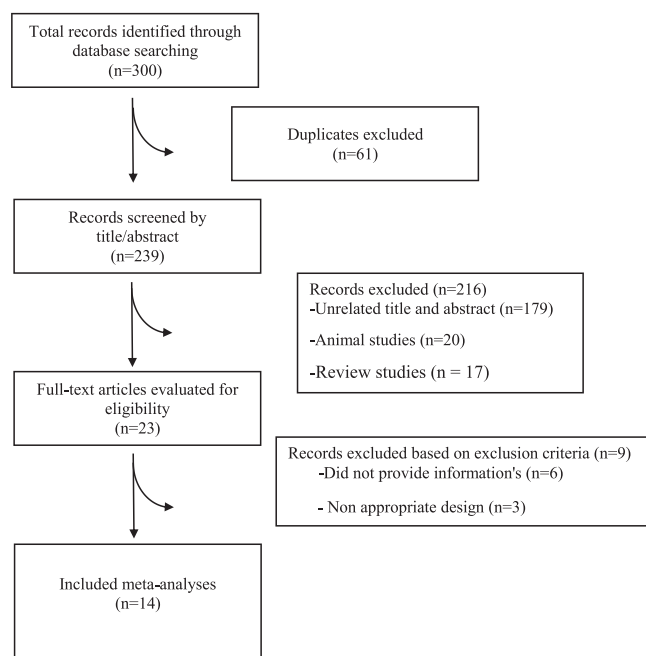 Total records identified through
database searching
(n=300)
Duplicates excluded
(n=61)
Records screened by
title/abstract
(n=239)
Records excluded (n=216)
-Unrelated title and abstract (n=179)
-Animal studies (n=20)
-Review studies (n = 17)
Full-text articles evaluated for
eligibility
(n=23)
Records excluded based on exclusion criteria (n=9)
-Did not provide information's (n=6)
- Non appropriate design (n=3)
Included meta-analyses
(n=14)